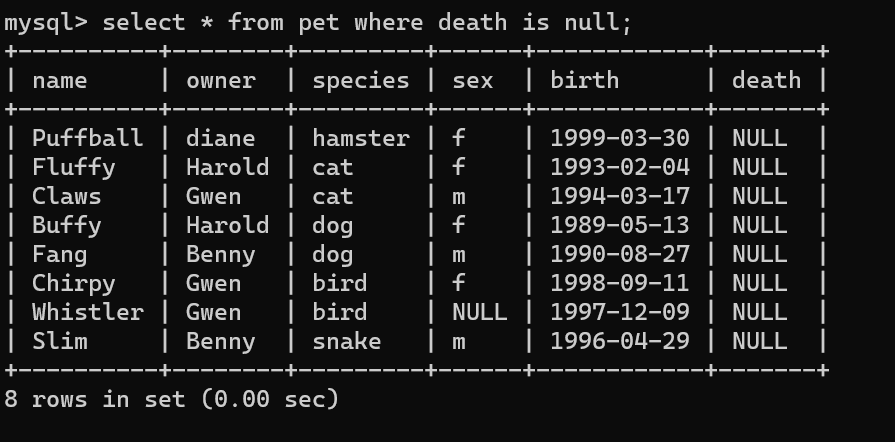 mysql> select * from pet where death is null;
+----------+--------+---------+------+------------+-------+
| name     | owner  | species | sex  | birth      | death |
+----------+--------+---------+------+------------+-------+
| Puffball | diane  | hamster | f    | 1999-03-30 | NULL  |
| Fluffy   | Harold | cat     | f    | 1993-02-04 | NULL  |
| Claws    | Gwen   | cat     | m    | 1994-03-17 | NULL  |
| Buffy    | Harold | dog     | f    | 1989-05-13 | NULL  |
| Fang     | Benny  | dog     | m    | 1990-08-27 | NULL  |
| Chirpy   | Gwen   | bird    | f    | 1998-09-11 | NULL  |
| Whistler | Gwen   | bird    | NULL | 1997-12-09 | NULL  |
| Slim     | Benny  | snake   | m    | 1996-04-29 | NULL  |
+----------+--------+---------+------+------------+-------+
8 rows in set (0.00 sec)